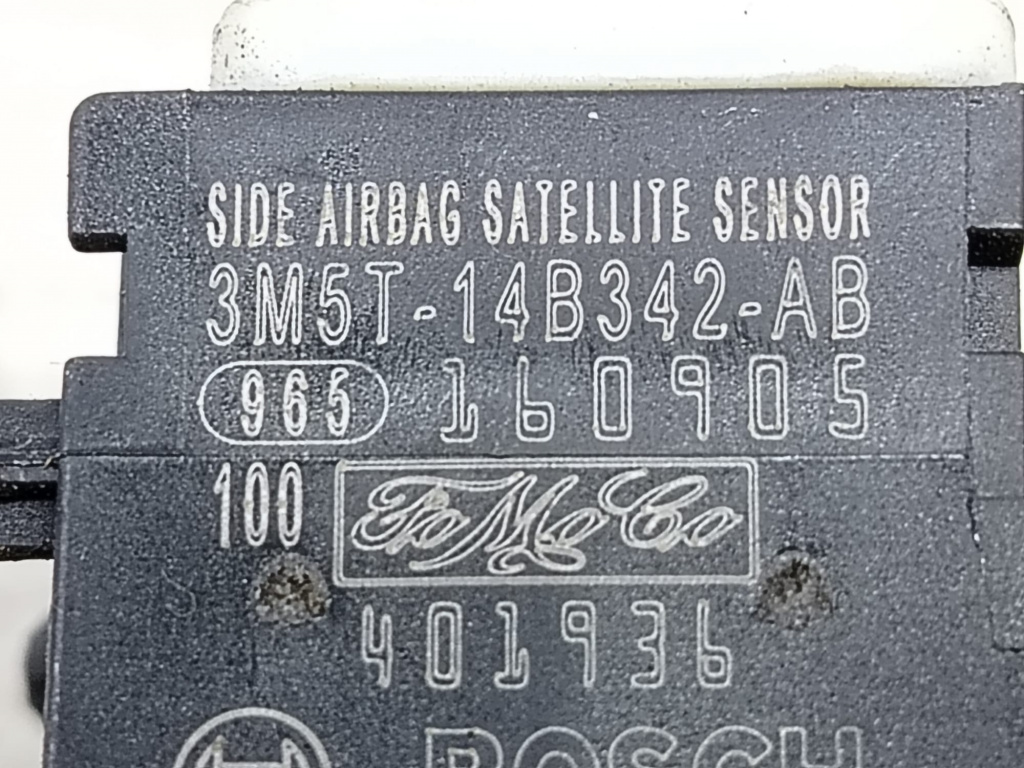 SIDE AIRBAG SATELLITE SENSOR
3M5T-14B342-AB
965 160905
100 FoMoCo
401936
BOSCH